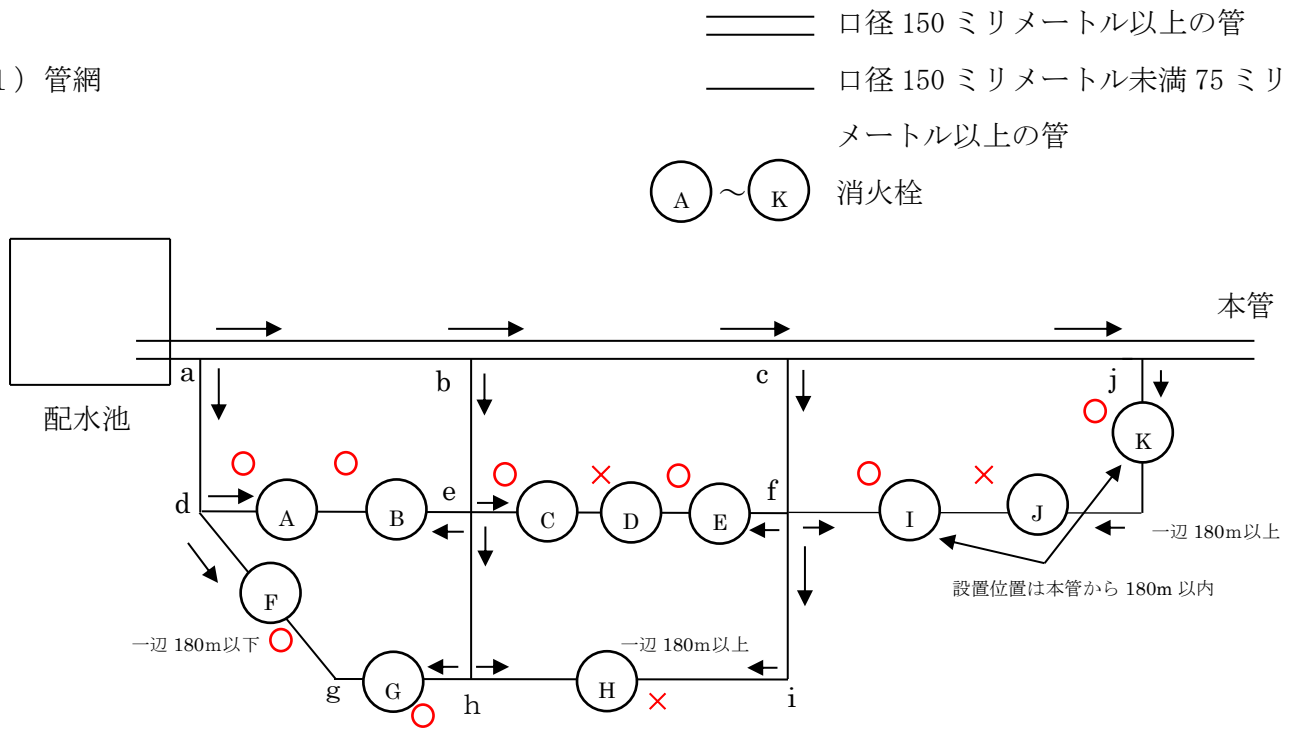 口径 150 ミリメートル以上の管
1) 管網
口径 150 ミリメートル未満 75 ミリ
メートル以上の管
A ～ K 消火栓
本管
a b c j
配水池
K
d A B e C D E f I J
一辺 180m以上
設置位置は本管から 180m 以内
F
一辺 180m以下
一辺 180m以上
g G h H i